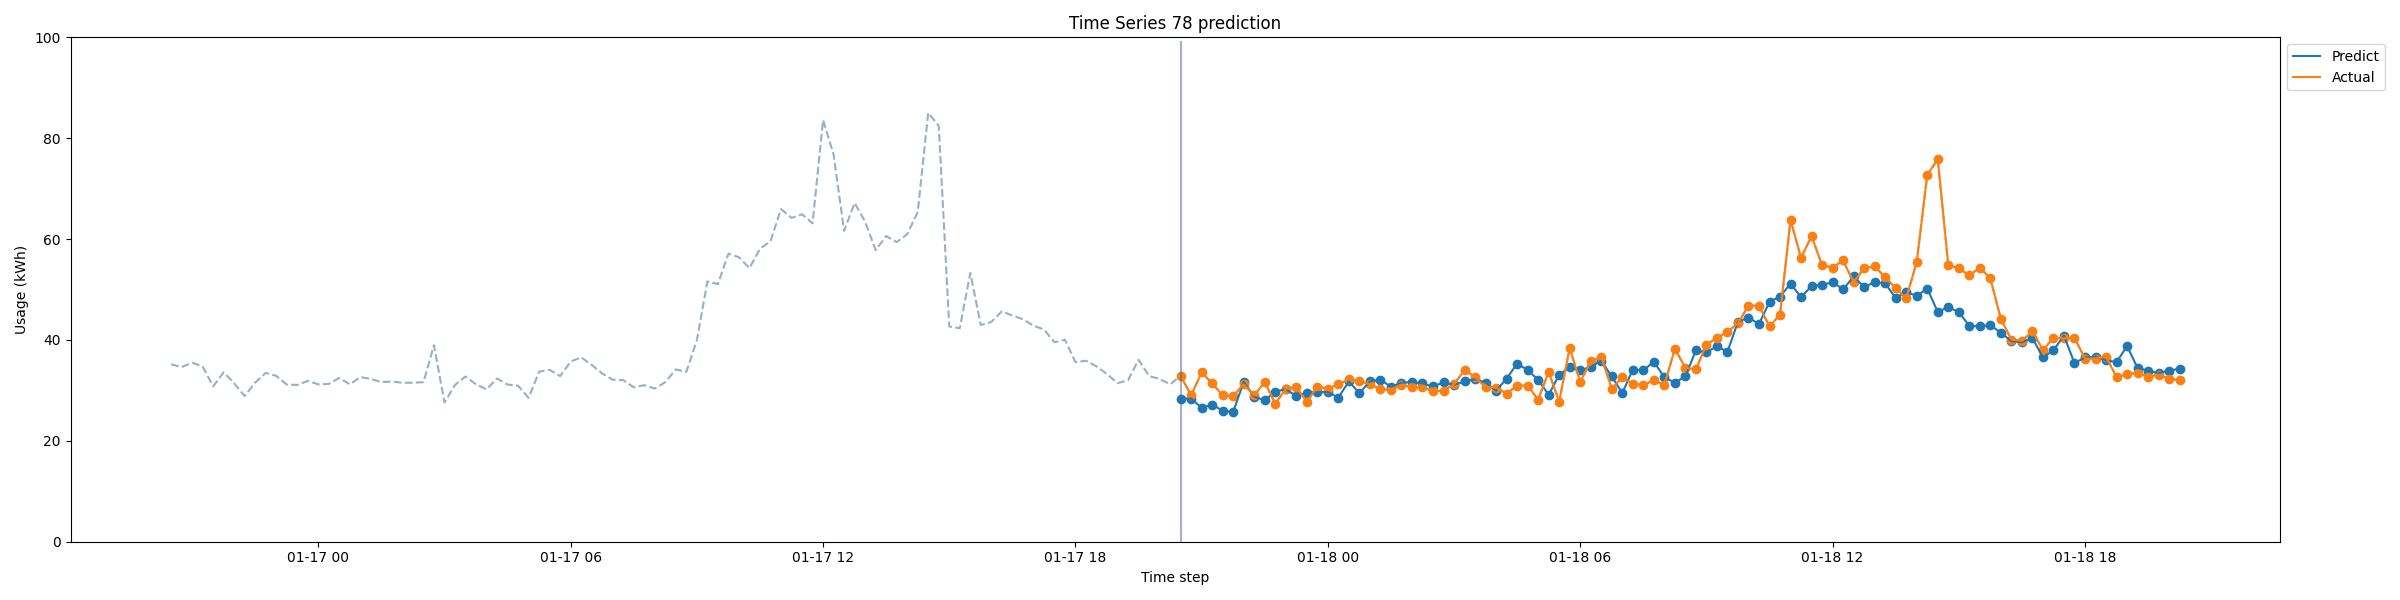 Time Series 78 prediction
100
80
60
40
20
0
Usage (kWh)
01-17 00
01-17 06
01-17 12
01-17 18
01-18 00
01-18 06
01-18 12
01-18 18
Time step
Predict
Actual